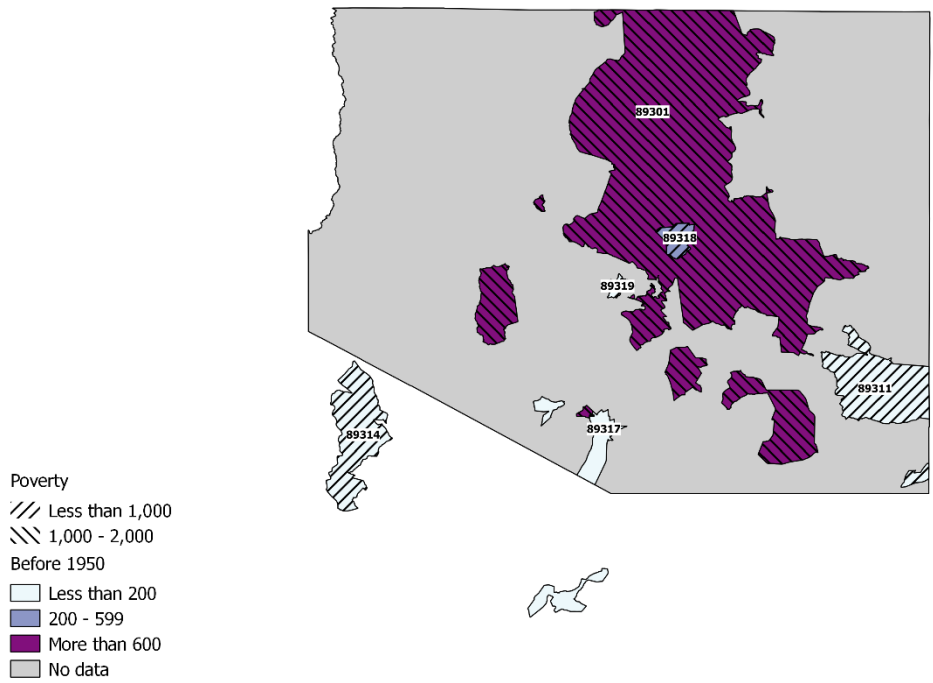 89301
89318
89319
89311
89314
89317
Poverty
Less than 1,000
1,000 - 2,000
Before 1950
Less than 200
200 - 599
More than 600
No data